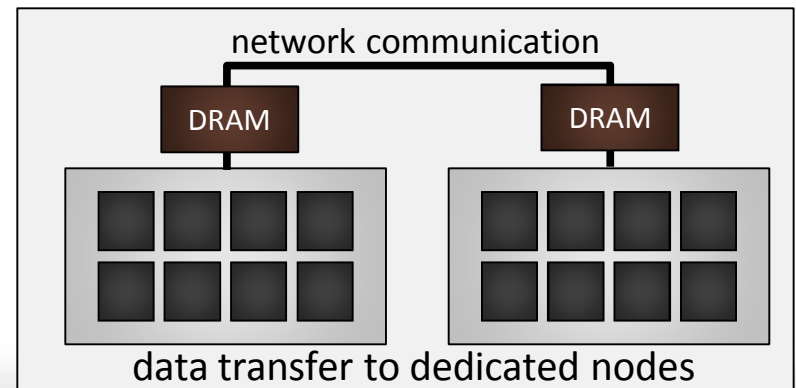 network communication
DRAM
DRAM
data transfer to dedicated nodes